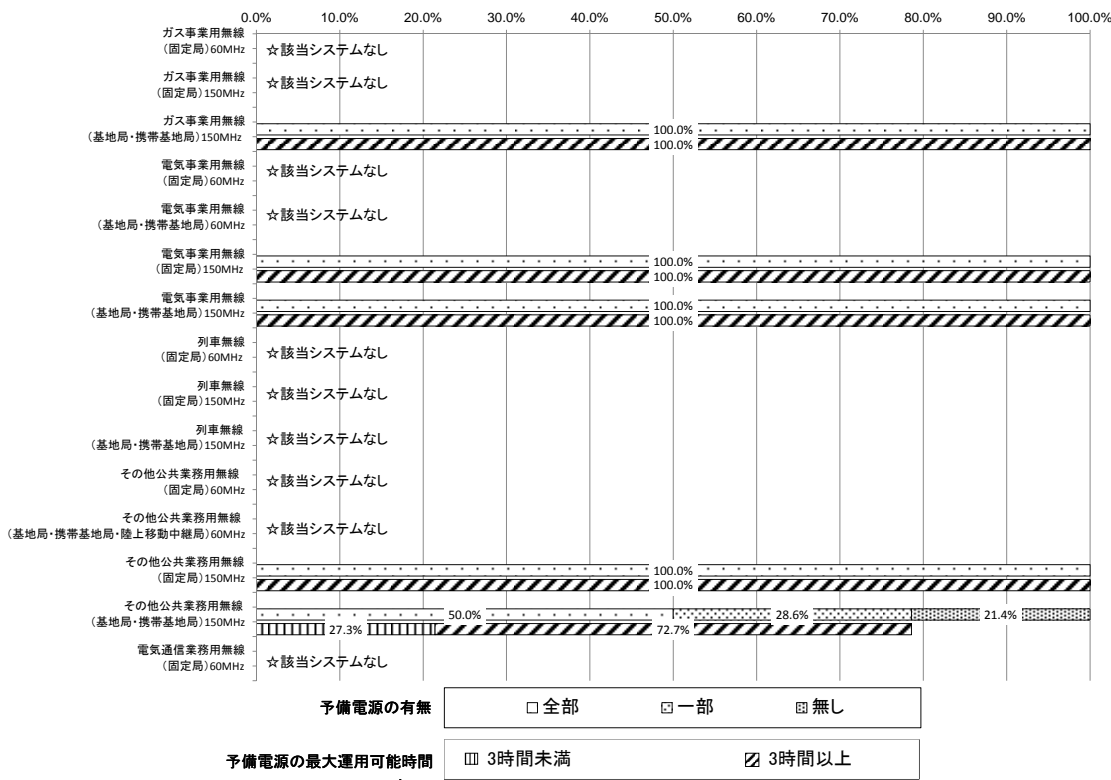 0.0% 10.0% 20.0% 30.0% 40.0% 50.0% 60.0% 70.0% 80.0% 90.0% 100.0%
ガス事業用無線
(固定局)60MHz
☆該当システムなし
ガス事業用無線
(固定局)150MHz
☆該当システムなし
ガス事業用無線
(基地局・携帯基地局)150MHz
100.0%
100.0%
電気事業用無線
(固定局)60MHz
☆該当システムなし
電気事業用無線
(基地局・携帯基地局)60MHz
☆該当システムなし
電気事業用無線
(固定局)150MHz
100.0%
100.0%
電気事業用無線
(基地局・携帯基地局)150MHz
100.0%
100.0%
列車無線
(固定局)60MHz
☆該当システムなし
列車無線
(固定局)150MHz
☆該当システムなし
列車無線
(基地局・携帯基地局)150MHz
☆該当システムなし
その他公共業務用無線
(固定局)60MHz
☆該当システムなし
その他公共業務用無線
(基地局・携帯基地局・陸上移動中継局)60MHz
☆該当システムなし
その他公共業務用無線
(固定局)150MHz
100.0%
100.0%
その他公共業務用無線
(基地局・携帯基地局)150MHz
50.0% 28.6% 21.4%
27.3% 72.7%
電気通信業務用無線
(固定局)60MHz
☆該当システムなし
予備電源の有無 全部 一部 無し
予備電源の最大運用可能時間 3時間未満 3時間以上